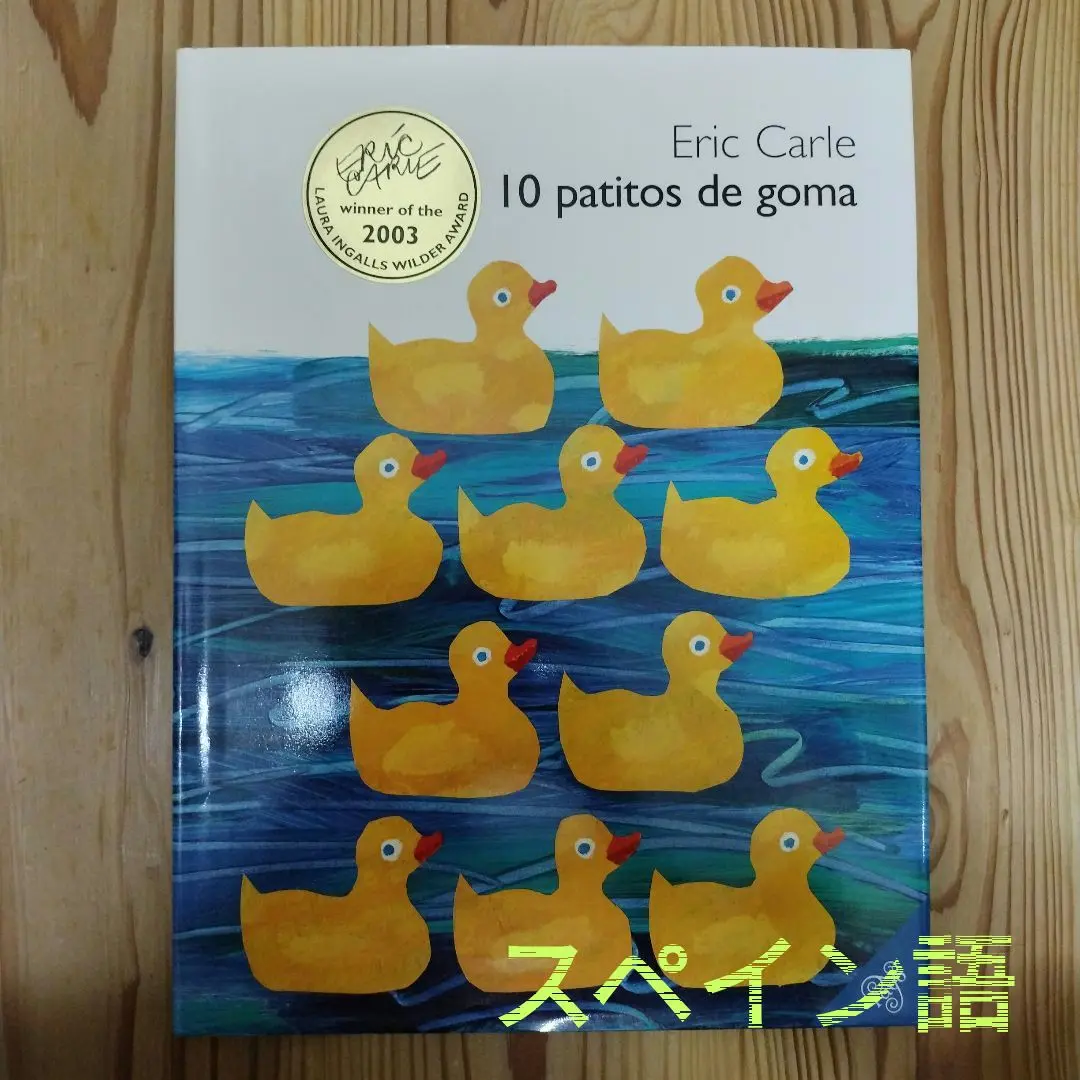 Eric Carle
10 patitos de goma
ERIC
CARLE
winner of the
2003
LAURA INGALLS WILDER AWARD
スペイン語